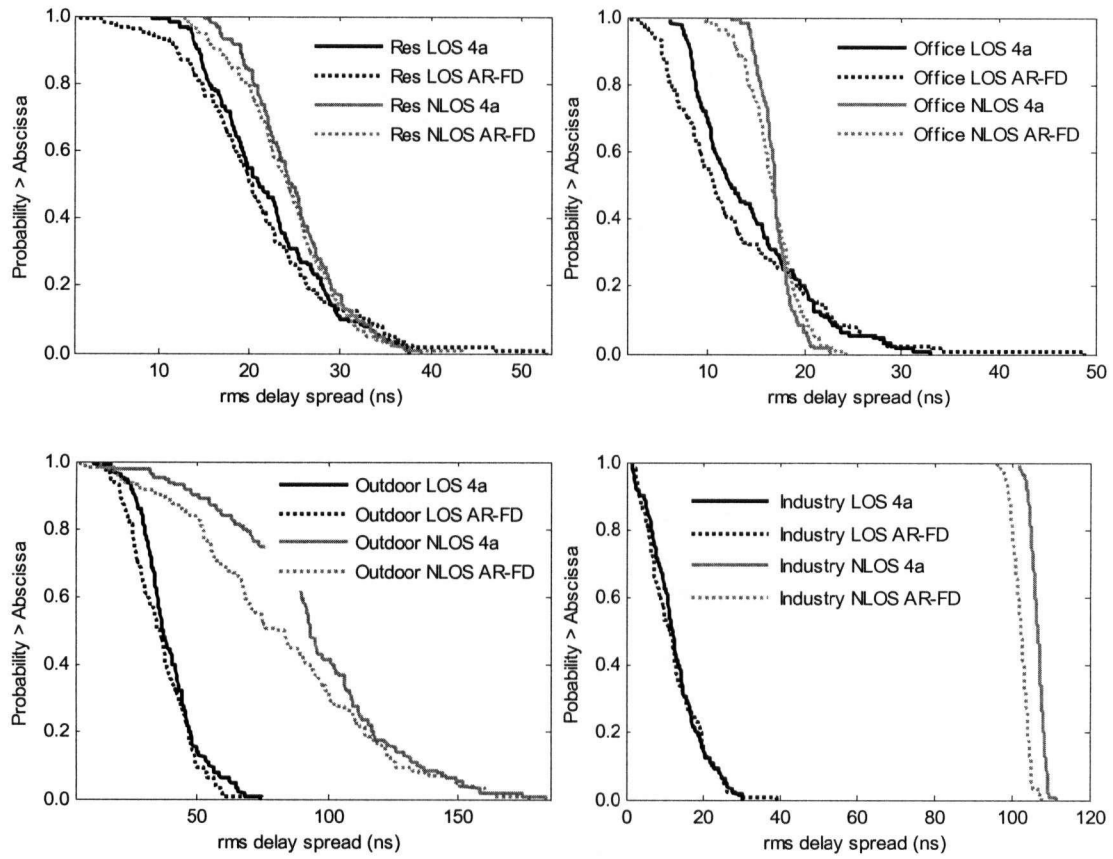 Probability > Abscissa
1.0
0.8
0.6
0.4
0.2
0.0
Res LOS 4a
Res LOS AR-FD
Res NLOS 4a
Res NLOS AR-FD
10 20 30 40 50
rms delay spread (ns)
Probability > Abscissa
1.0
0.8
0.6
0.4
0.2
0.0
Office LOS 4a
Office LOS AR-FD
Office NLOS 4a
Office NLOS AR-FD
10 20 30 40 50
rms delay spread (ns)
Probability > Abscissa
1.0
0.8
0.6
0.4
0.2
0.0
Outdoor LOS 4a
Outdoor LOS AR-FD
Outdoor NLOS 4a
Outdoor NLOS AR-FD
50 100 150
rms delay spread (ns)
Pobability > Abscissa
1.0
0.8
0.6
0.4
0.2
0.0
Industry LOS 4a
Industry LOS AR-FD
Industry NLOS 4a
Industry NLOS AR-FD
0 20 40 60 80 100 120
rms delay spread (ns)